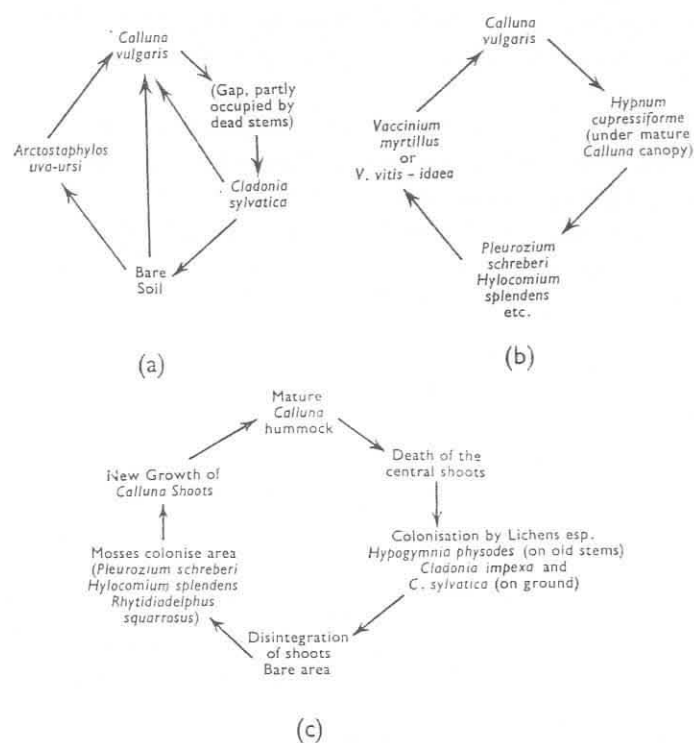 Calluna
vulgaris
(Gap, partly
occupied by
dead stems)
Cladonia
sylvatica
Bare
Soil
Arctostaphylos
uva-ursi
(a)
Calluna
vulgaris
Hypnum
cupressiforme
(under mature
Calluna canopy)
Pleurozium
schreberi
Hylocomium
splendens
etc.
Vaccinium
myrtillus
or
V. vitis - idaea
(b)
Mature
Calluna
hummock
Death of the
central shoots
Colonisation by Lichens esp.
Hypogymnia physodes (on old stems)
Cladonia impexa and
C. sylvatica (on ground)
Disintegration
of shoots
Bare area
Mosses colonise area
(Pleurozium schreberi
Hylocomium splendens
Rhytidiadelphus
squarrosus)
New Growth of
Calluna Shoots
(c)